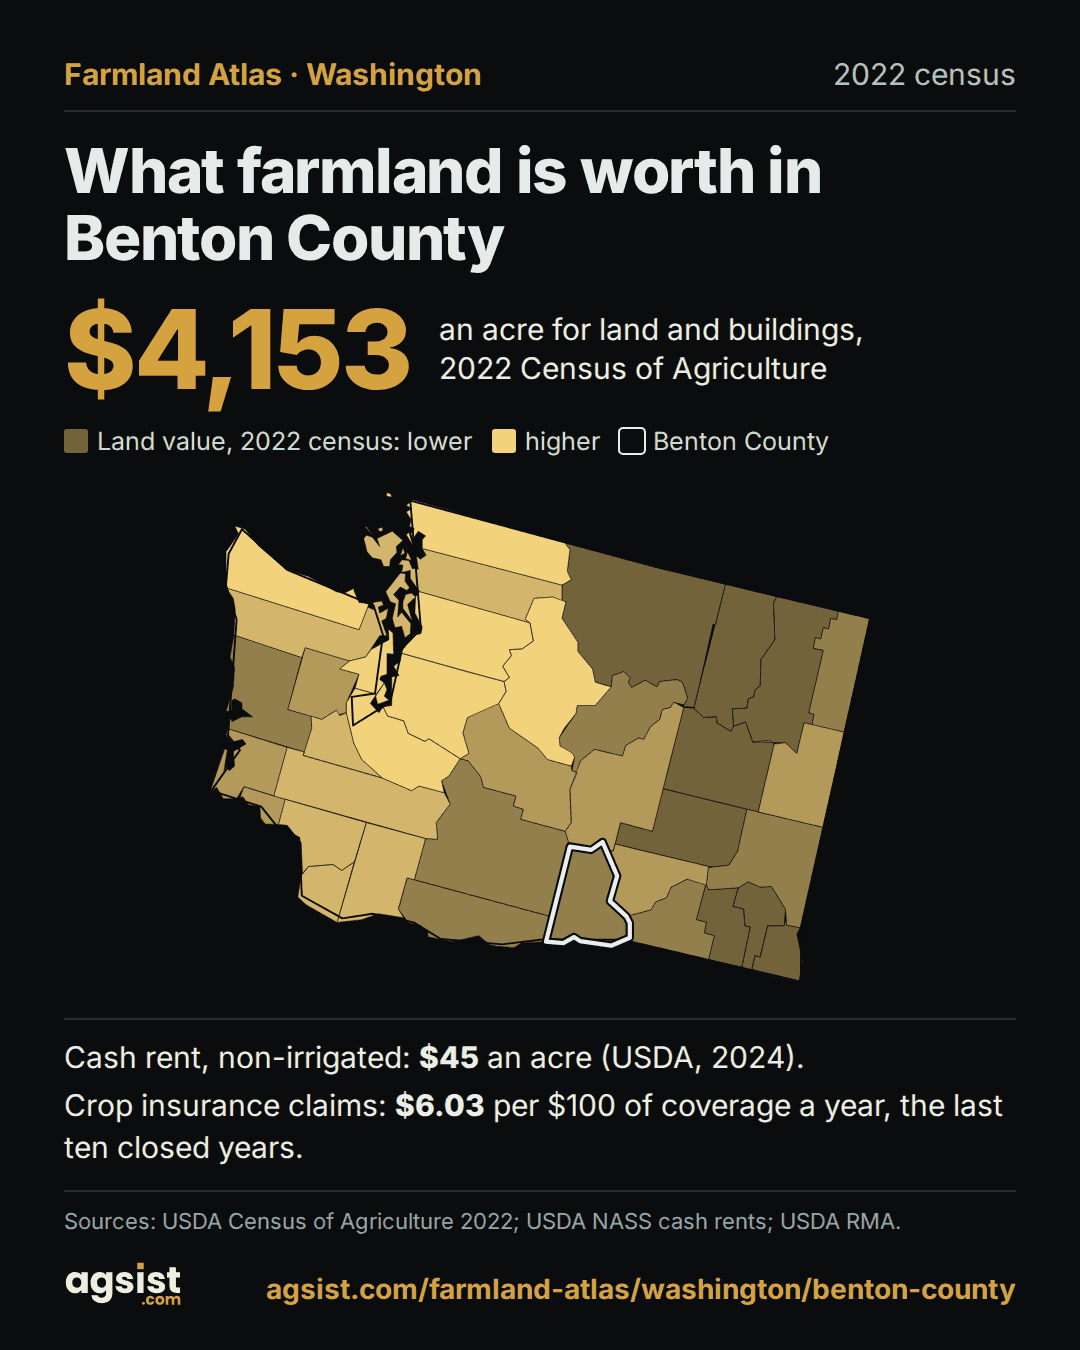 Farmland Atlas · Washington
2022 census
What farmland is worth in
Benton County
$4,153
an acre for land and buildings,
2022 Census of Agriculture
Land value, 2022 census: lower higher Benton County
Cash rent, non-irrigated: $45 an acre (USDA, 2024).
Crop insurance claims: $6.03 per $100 of coverage a year, the last
ten closed years.
Sources: USDA Census of Agriculture 2022; USDA NASS cash rents; USDA RMA.
agsist
.com
agsist.com/farmland-atlas/washington/benton-county